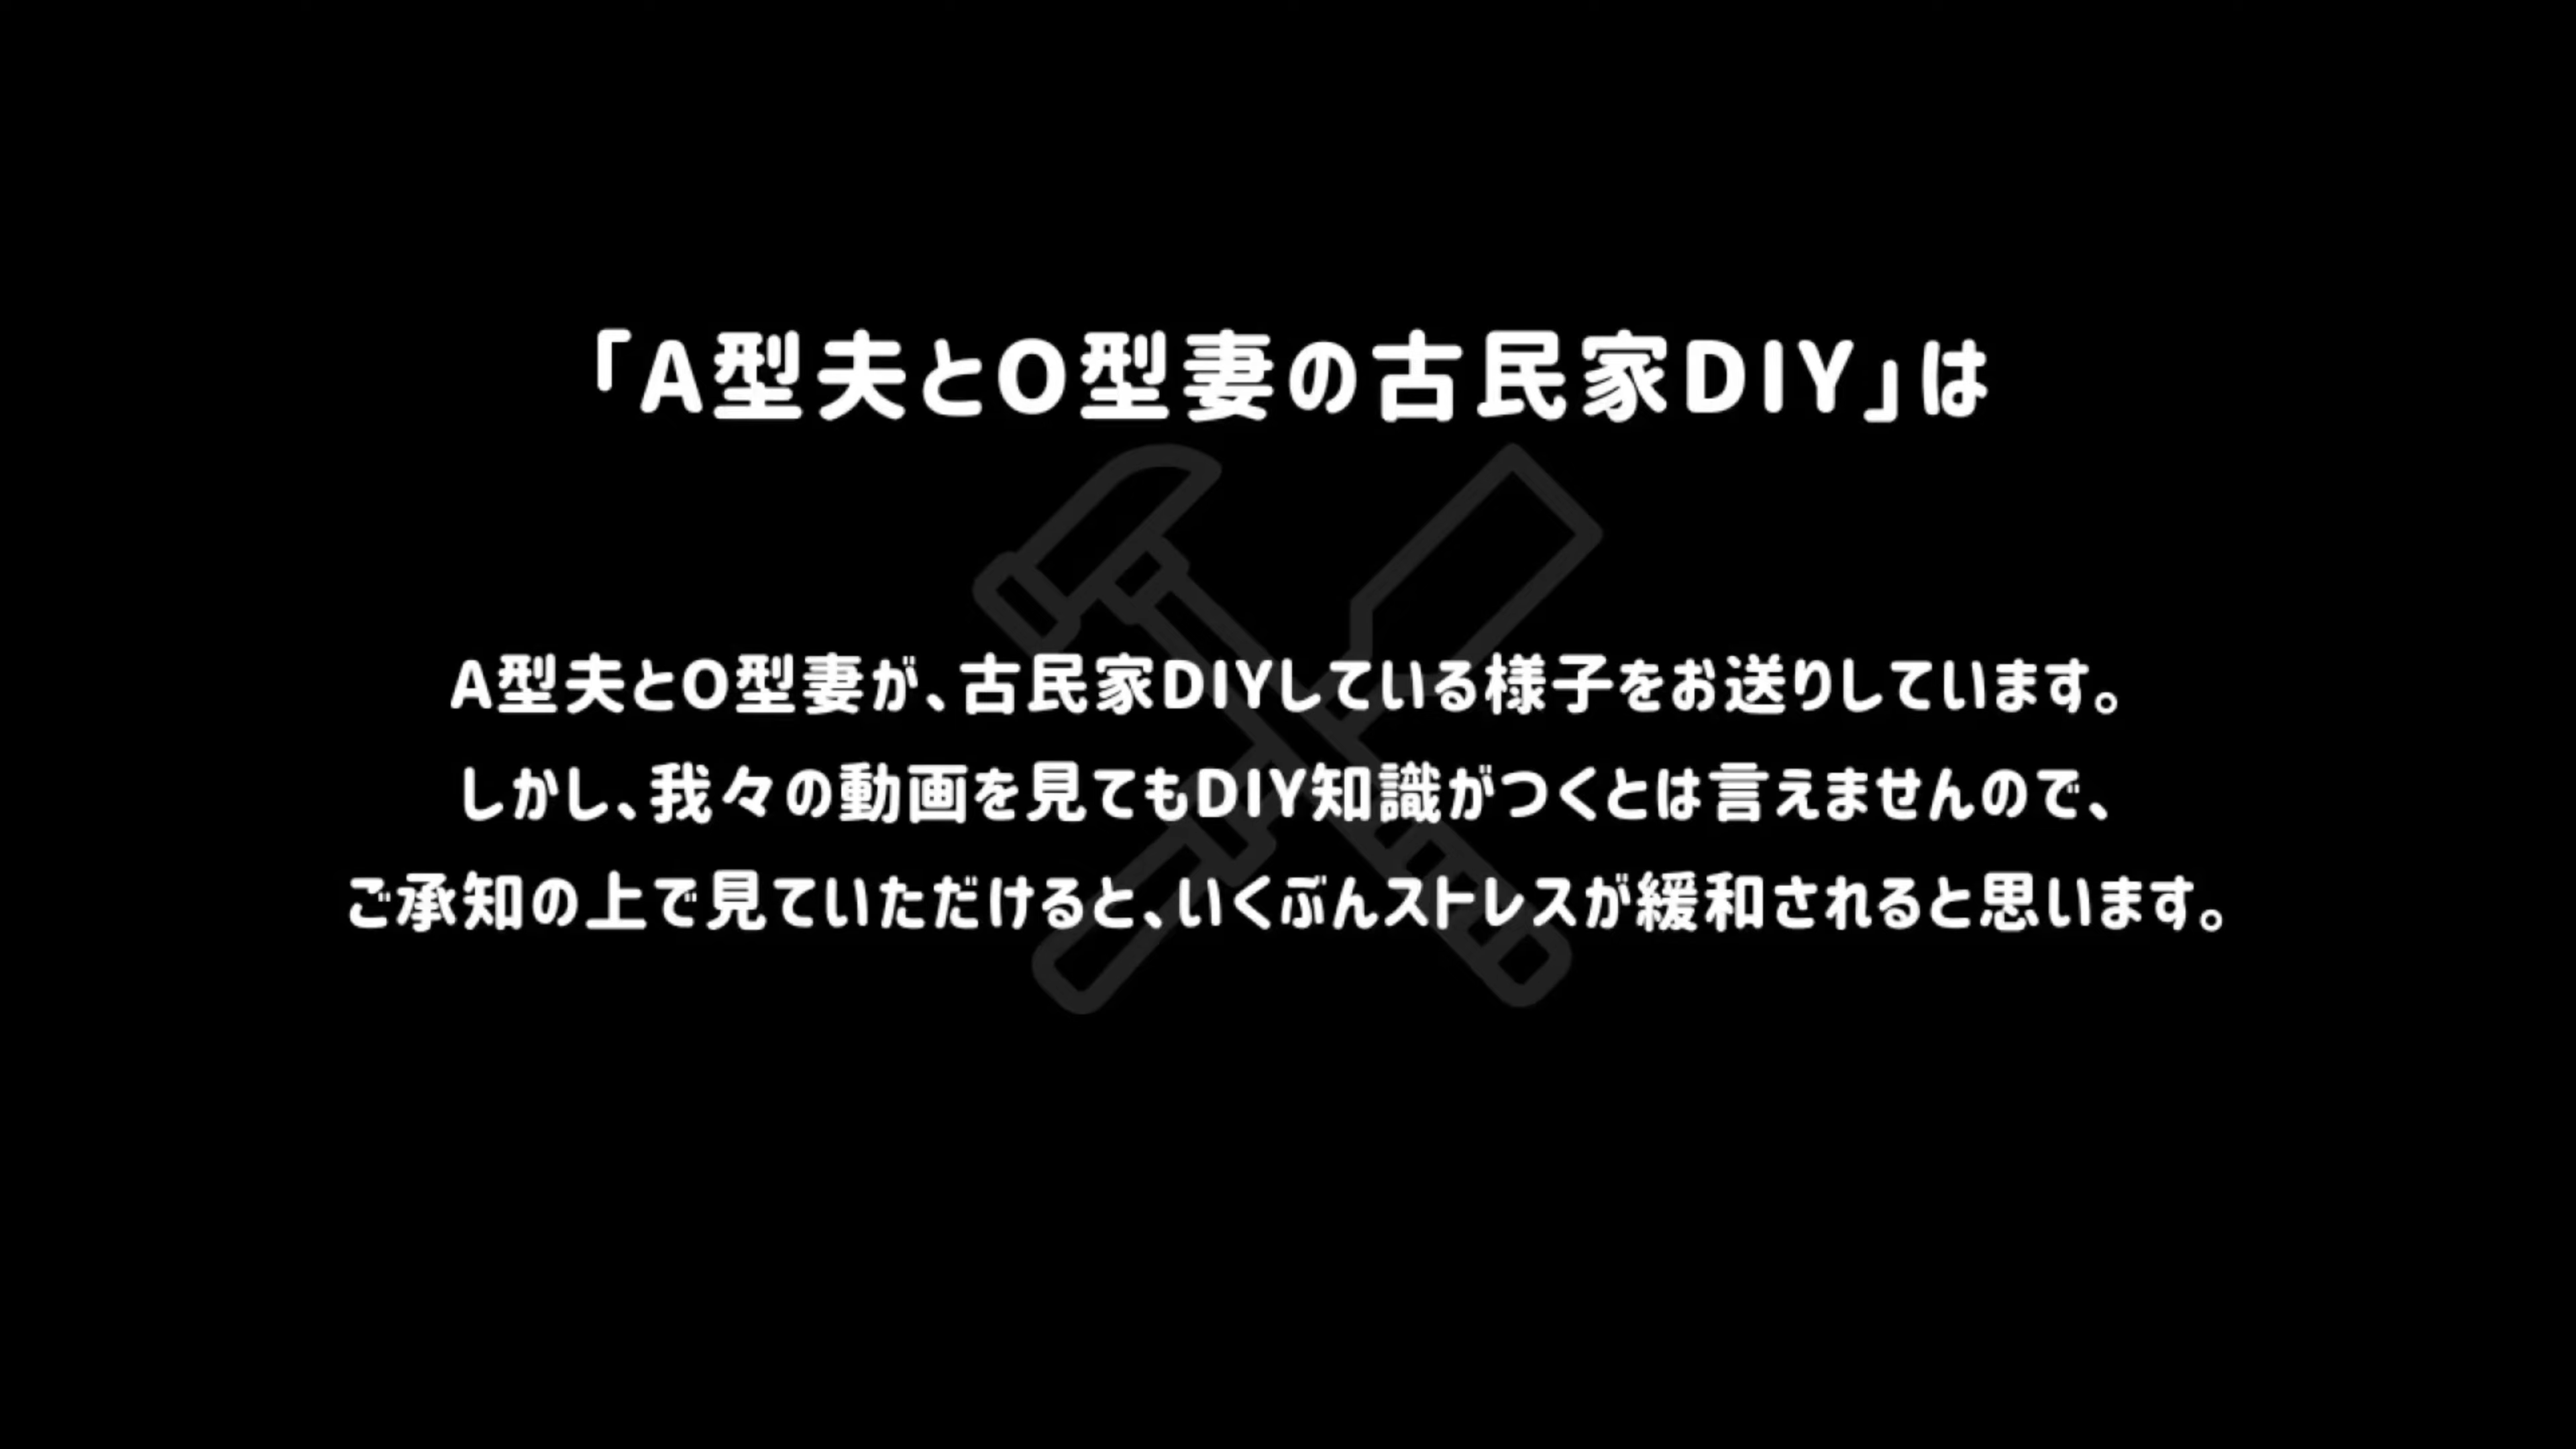 「A型夫とO型妻の古民家DIY」は
A型夫とO型妻が、古民家DIYしている様子をお送りしています。
しかし、我々の動画を見てもDIY知識がつくとは言えませんので、
ご承知の上で見ていただけると、いくぶんストレスが緩和されると思います。